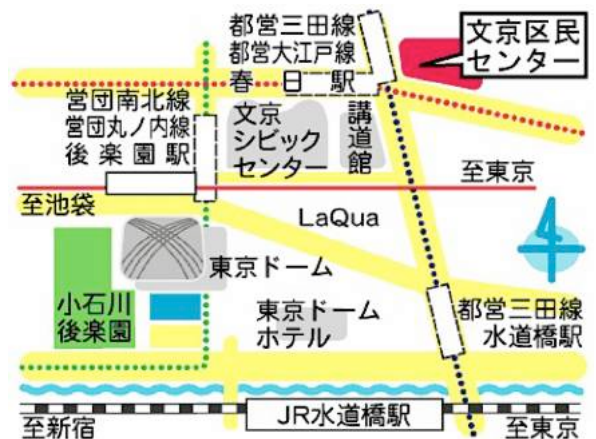 都営三田線
都営大江戸線
春日駅
文京区民
センター
営団南北線
営団丸ノ内線
後楽園駅
文京
シビック
センター
講道館
至東京
至池袋
LaQua
東京ドーム
小石川
後楽園
東京ドーム
ホテル
都営三田線
水道橋駅
JR水道橋駅
至新宿
至東京